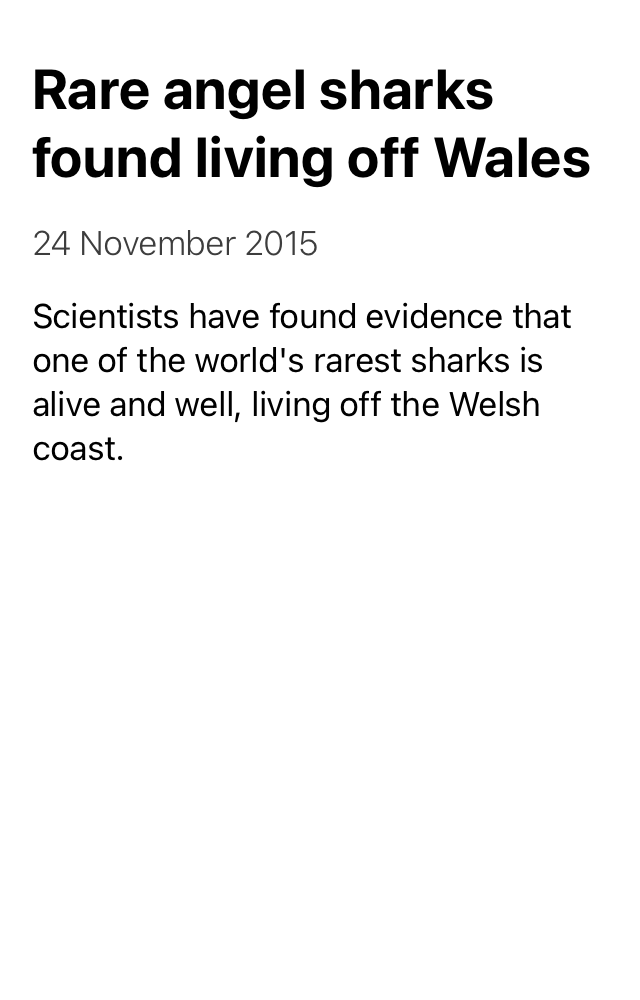 Rare angel sharks
found living off Wales
24 November 2015
Scientists have found evidence that
one of the world's rarest sharks is
alive and well, living off the Welsh
coast.